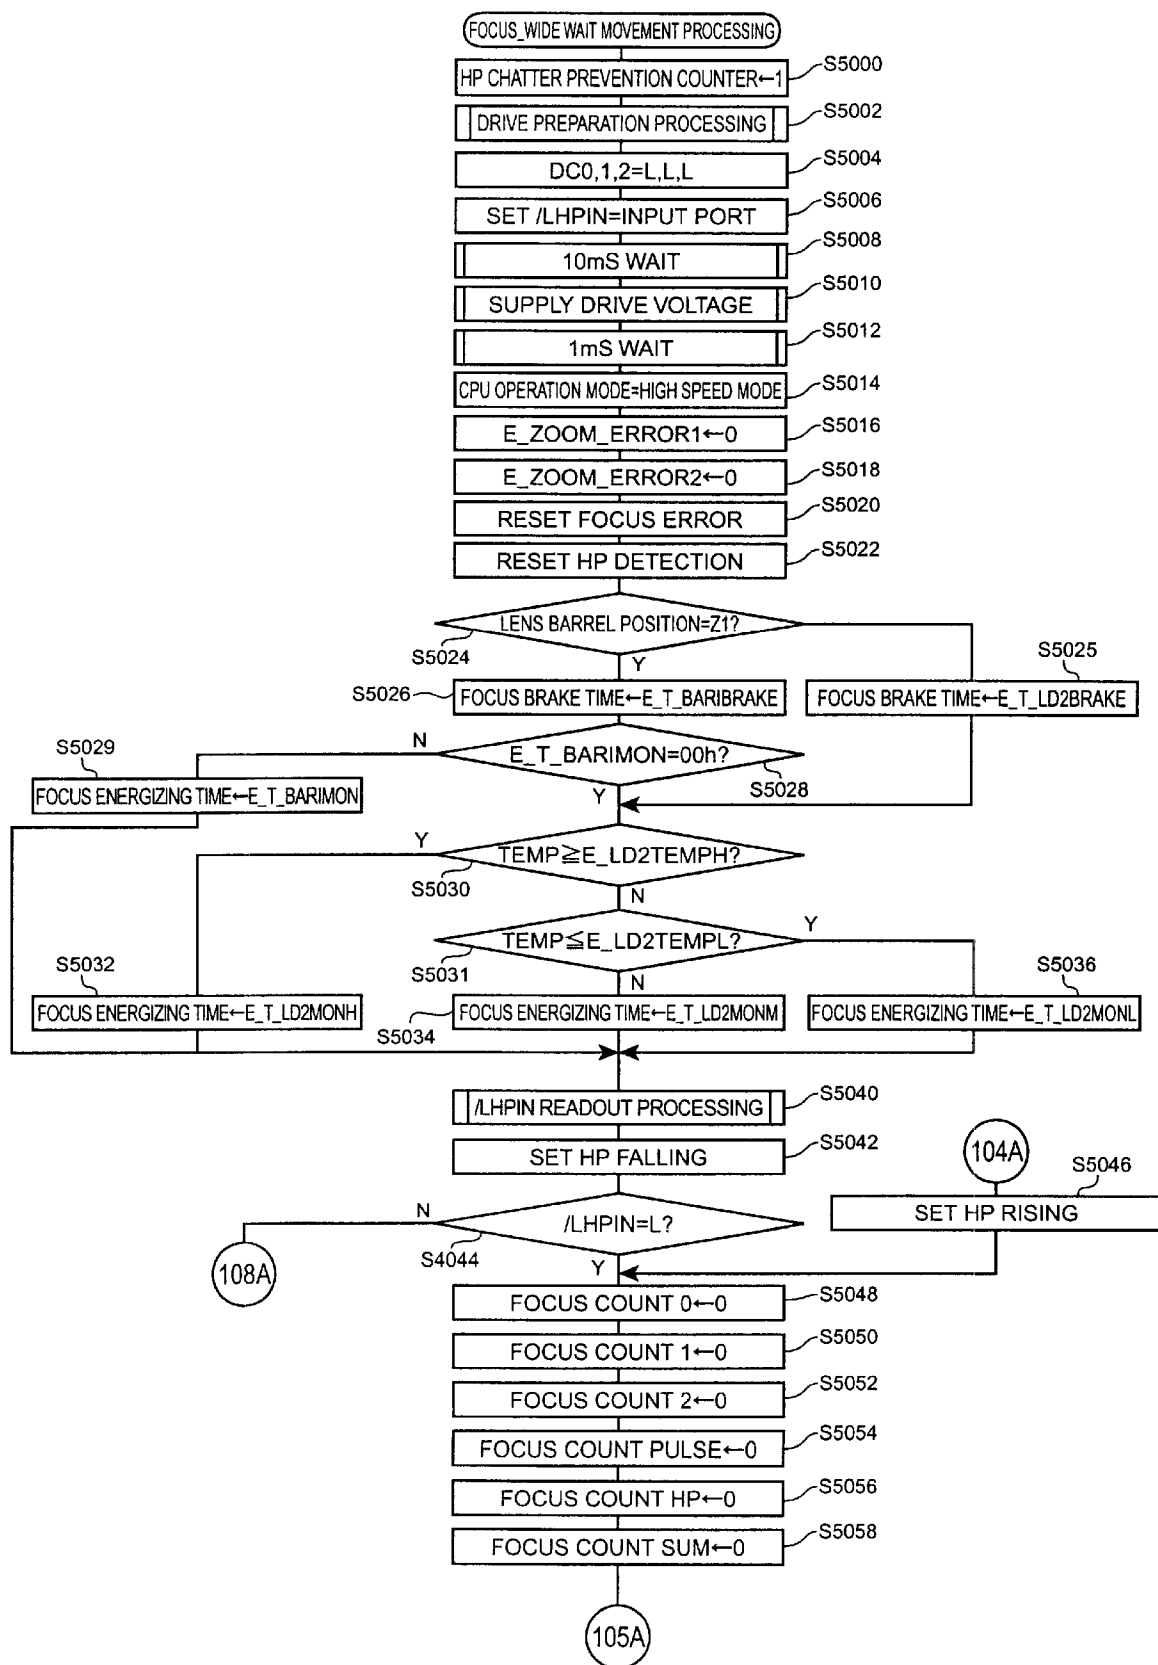 FOCUS_WIDE WAIT MOVEMENT PROCESSING
HP CHATTER PREVENTION COUNTER←1
S5000
DRIVE PREPARATION PROCESSING
S5002
DC0,1,2=L,L,L
S5004
SET /LHPIN=INPUT PORT
S5006
10mS WAIT
S5008
SUPPLY DRIVE VOLTAGE
S5010
1mS WAIT
S5012
CPU OPERATION MODE=HIGH SPEED MODE
S5014
E_ZOOM_ERROR1←0
S5016
E_ZOOM_ERROR2←0
S5018
RESET FOCUS ERROR
S5020
RESET HP DETECTION
S5022
LENS BARREL POSITION=Z1?
S5024
Y
S5025
S5026
FOCUS BRAKE TIME←E_T_BARIBRAKE
FOCUS BRAKE TIME←E_T_LD2BRAKE
N
E_T_BARIMON=00h?
S5029
S5028
FOCUS ENERGIZING TIME←E_T_BARIMON
Y
Y
TEMP≧E_LD2TEMPH?
S5030
N
Y
TEMP≦E_LD2TEMPL?
S5032
S5031
N
S5036
FOCUS ENERGIZING TIME←E_T_LD2MONH
FOCUS ENERGIZING TIME←E_T_LD2MONM
FOCUS ENERGIZING TIME←E_T_LD2MONL
S5034
/LHPIN READOUT PROCESSING
S5040
SET HP FALLING
S5042
104A
S5046
SET HP RISING
N
/LHPIN=L?
S4044
108A
Y
FOCUS COUNT 0←0
S5048
FOCUS COUNT 1←0
S5050
FOCUS COUNT 2←0
S5052
FOCUS COUNT PULSE←0
S5054
FOCUS COUNT HP←0
S5056
FOCUS COUNT SUM←0
S5058
105A